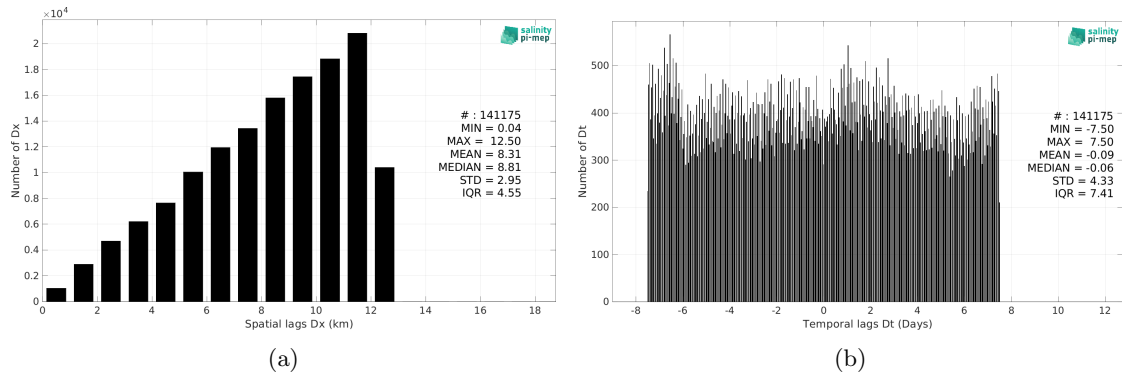 ×10⁴
2
1.8
1.6
1.4
1.2
1
0.8
0.6
0.4
0.2
0
Number of Dx
salinity
pi-mep
# : 141175
MIN = 0.04
MAX = 12.50
MEAN = 8.31
MEDIAN = 8.81
STD = 2.95
IQR = 4.55
0 2 4 6 8 10 12 14 16 18
Spatial lags Dx (km)
(a)
500
400
300
200
100
0
Number of Dt
salinity
pi-mep
# : 141175
MIN = -7.50
MAX = 7.50
MEAN = -0.09
MEDIAN = -0.06
STD = 4.33
IQR = 7.41
-8 -6 -4 -2 0 2 4 6 8 10 12
Temporal lags Dt (Days)
(b)